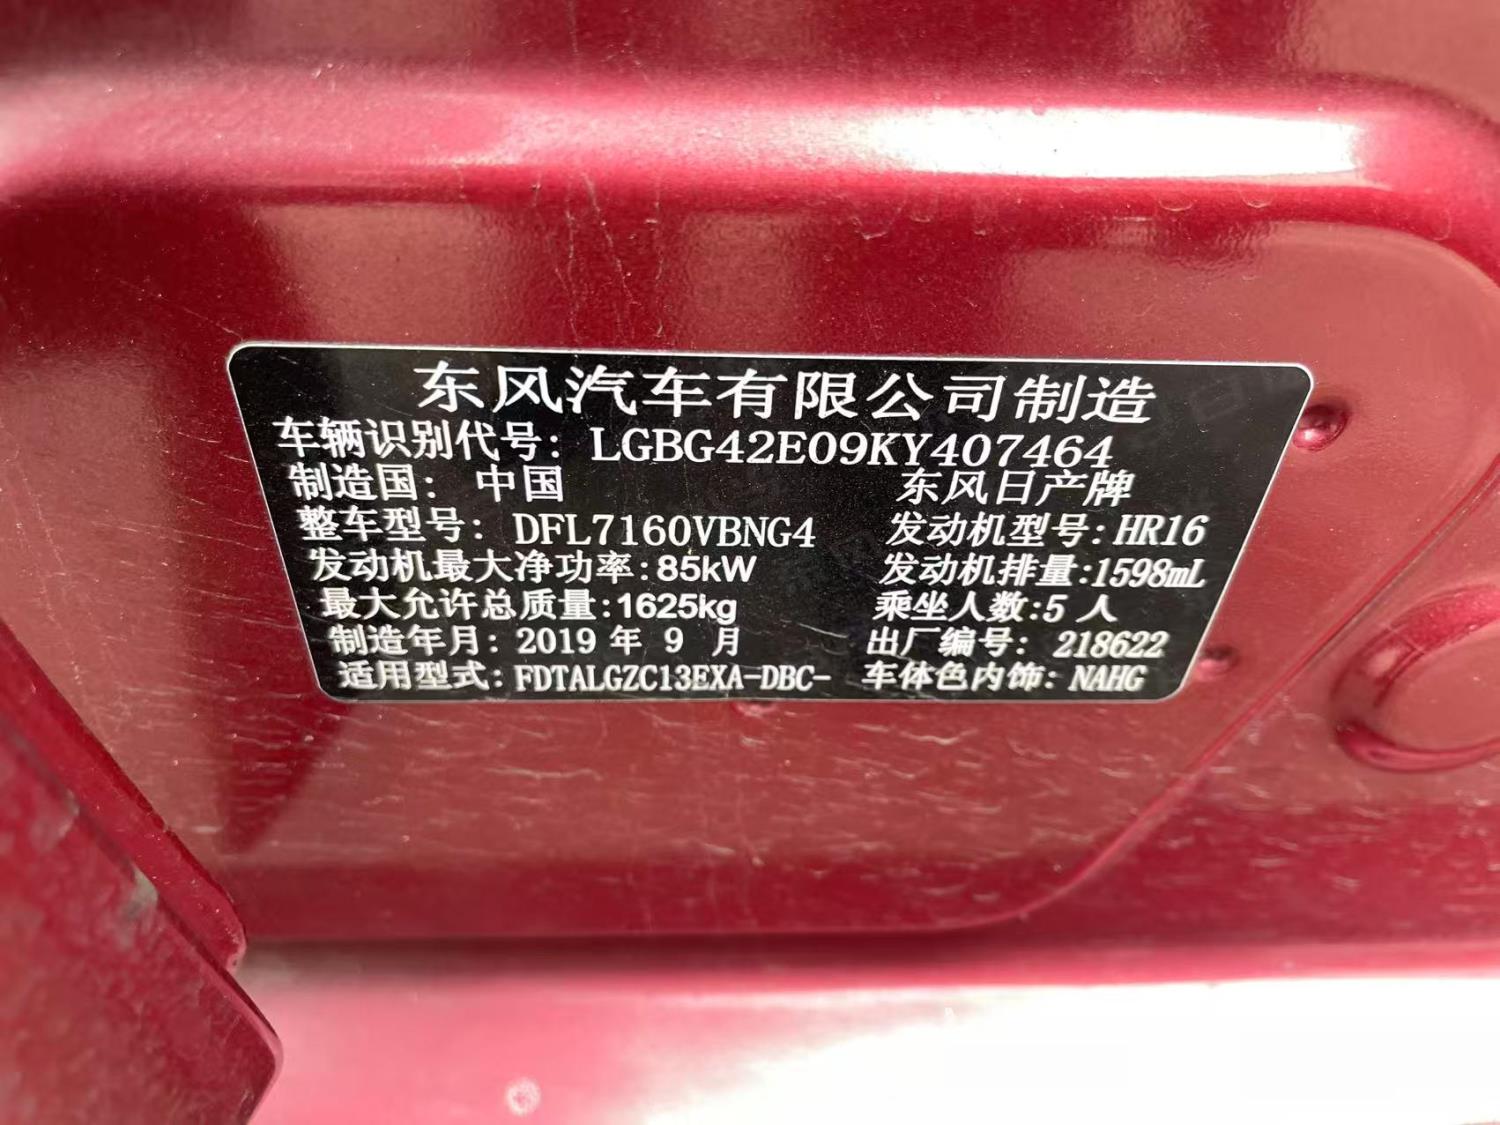 东风汽车有限公司制造
车辆识别代号: LGBG42E09KY407464
制造国: 中国 东风日产牌
整车型号: DFL7160VBNG4 发动机型号: HR16
发动机最大净功率:85kW 发动机排量:1598mL
最大允许总质量:1625kg 乘坐人数:5 人
制造年月: 2019 年 9 月 出厂编号: 218622
适用型式: FDTALGZC13EXA-DBC- 车体色内饰: NAHG